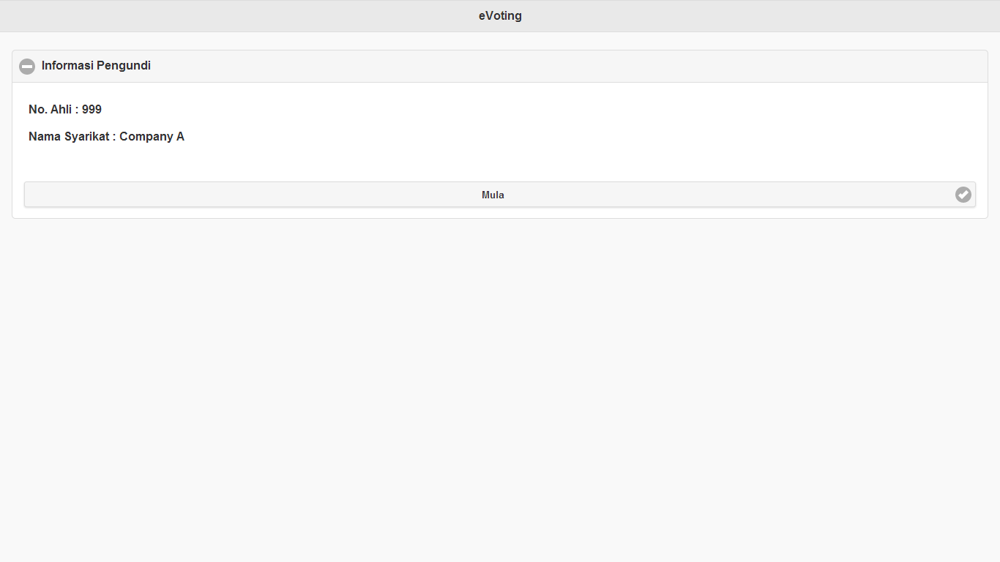 eVoting
Informasi Pengundi
No. Ahli : 999
Nama Syarikat : Company A
Mula